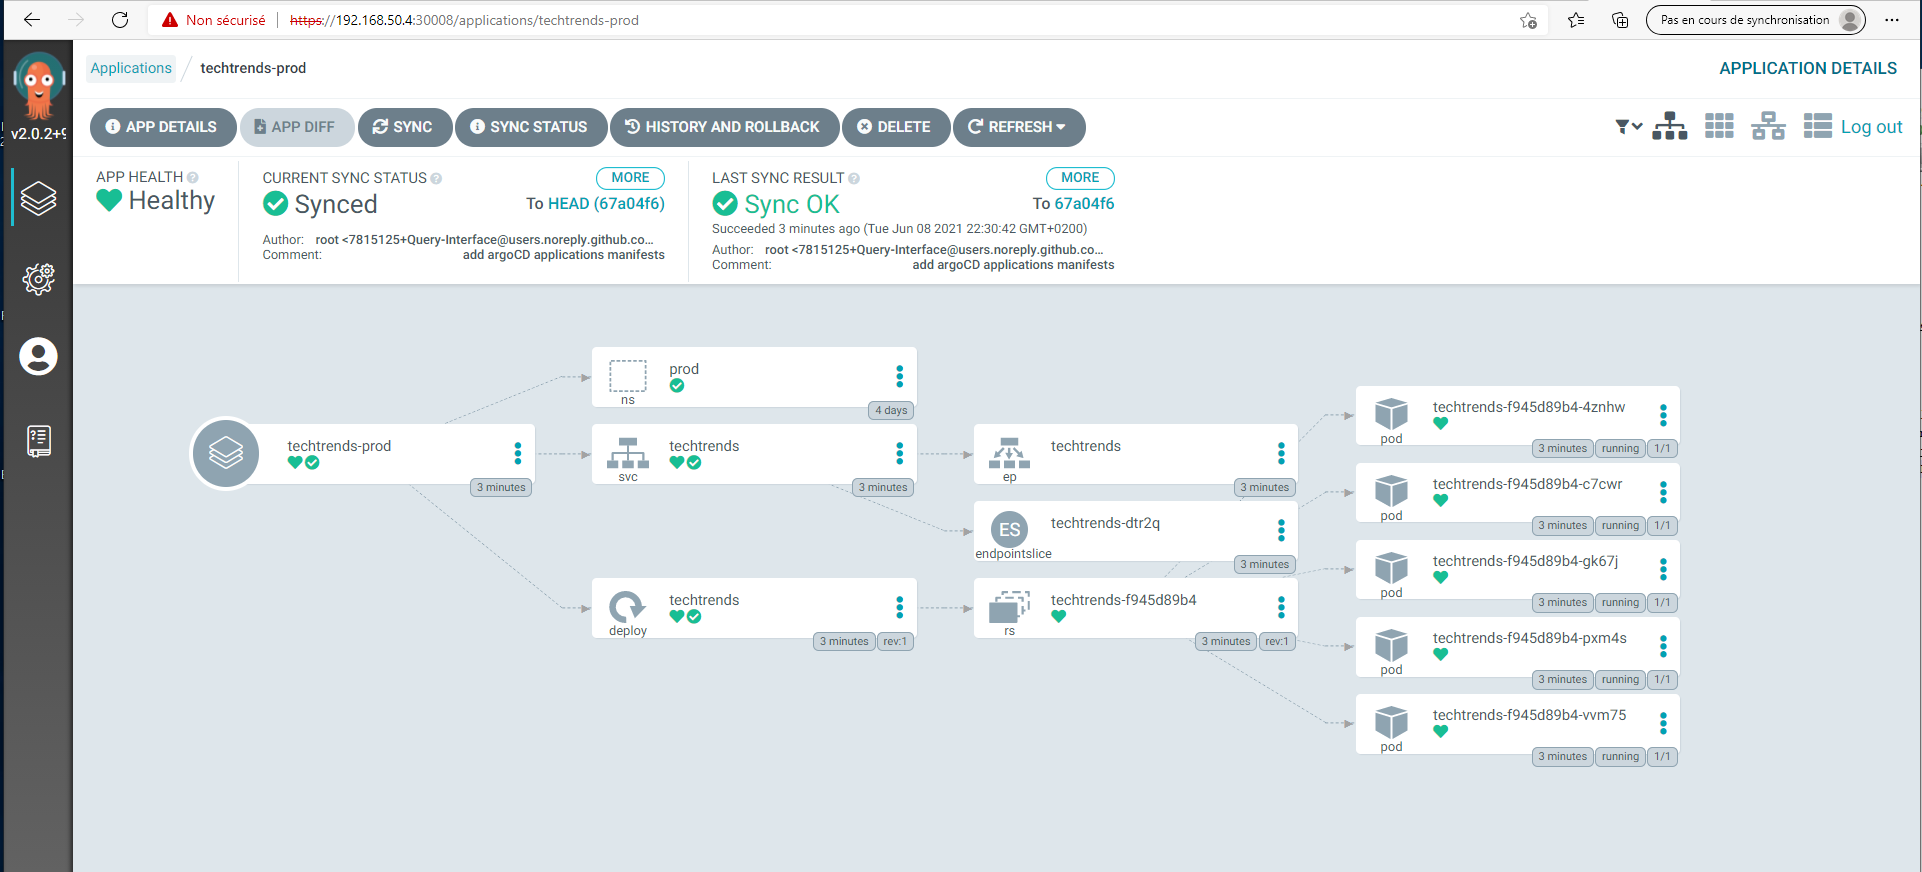 Non sécurisé https://192.168.50.4:30008/applications/techtrends-prod Pas en cours de synchronisation
Applications / techtrends-prod APPLICATION DETAILS
v2.0.2+9
APP DETAILS APP DIFF SYNC SYNC STATUS HISTORY AND ROLLBACK DELETE REFRESH Log out
APP HEALTH
Healthy
CURRENT SYNC STATUS MORE
Synced To HEAD (67a04f6)
Author: root <7815125+Query-Interface@users.noreply.github.co...
Comment: add argoCD applications manifests
LAST SYNC RESULT MORE
Sync OK To 67a04f6
Succeeded 3 minutes ago (Tue Jun 08 2021 22:30:42 GMT+0200)
Author: root <7815125+Query-Interface@users.noreply.github.co...
Comment: add argoCD applications manifests
techtrends-prod
3 minutes
prod
ns
4 days
techtrends
svc
3 minutes
techtrends
deploy
3 minutes rev:1
techtrends
ep
3 minutes
ES
techtrends-dtr2q
endpointslice
3 minutes
techtrends-f945d89b4
rs
3 minutes rev:1
techtrends-f945d89b4-4znhw
pod
3 minutes running 1/1
techtrends-f945d89b4-c7cwr
pod
3 minutes running 1/1
techtrends-f945d89b4-gk67j
pod
3 minutes running 1/1
techtrends-f945d89b4-pxm4s
pod
3 minutes running 1/1
techtrends-f945d89b4-vvm75
pod
3 minutes running 1/1